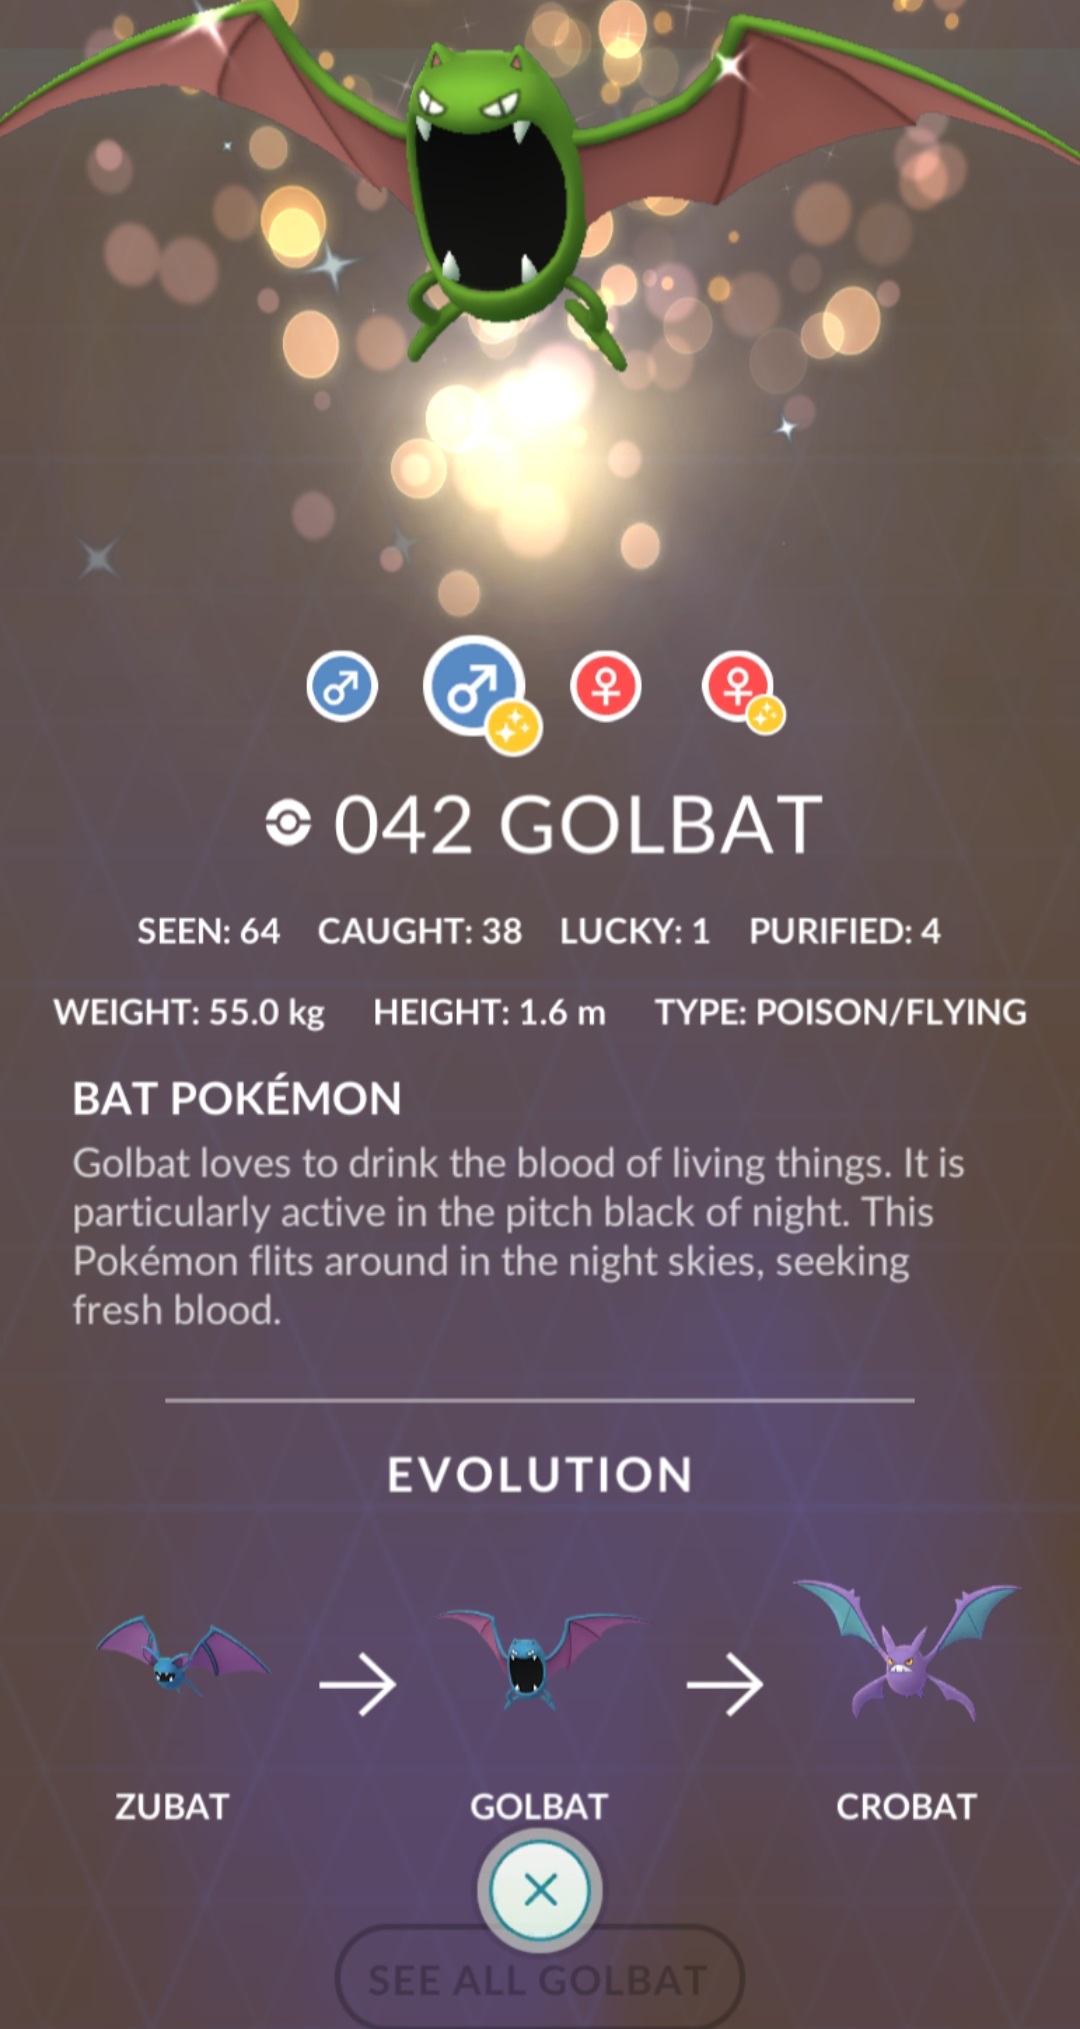 042 GOLBAT
SEEN: 64 CAUGHT: 38 LUCKY: 1 PURIFIED: 4
WEIGHT: 55.0 kg HEIGHT: 1.6 m TYPE: POISON/FLYING
BAT POKÉMON
Golbat loves to drink the blood of living things. It is
particularly active in the pitch black of night. This
Pokémon flits around in the night skies, seeking
fresh blood.
EVOLUTION
ZUBAT GOLBAT CROBAT
SEE ALL GOLBAT